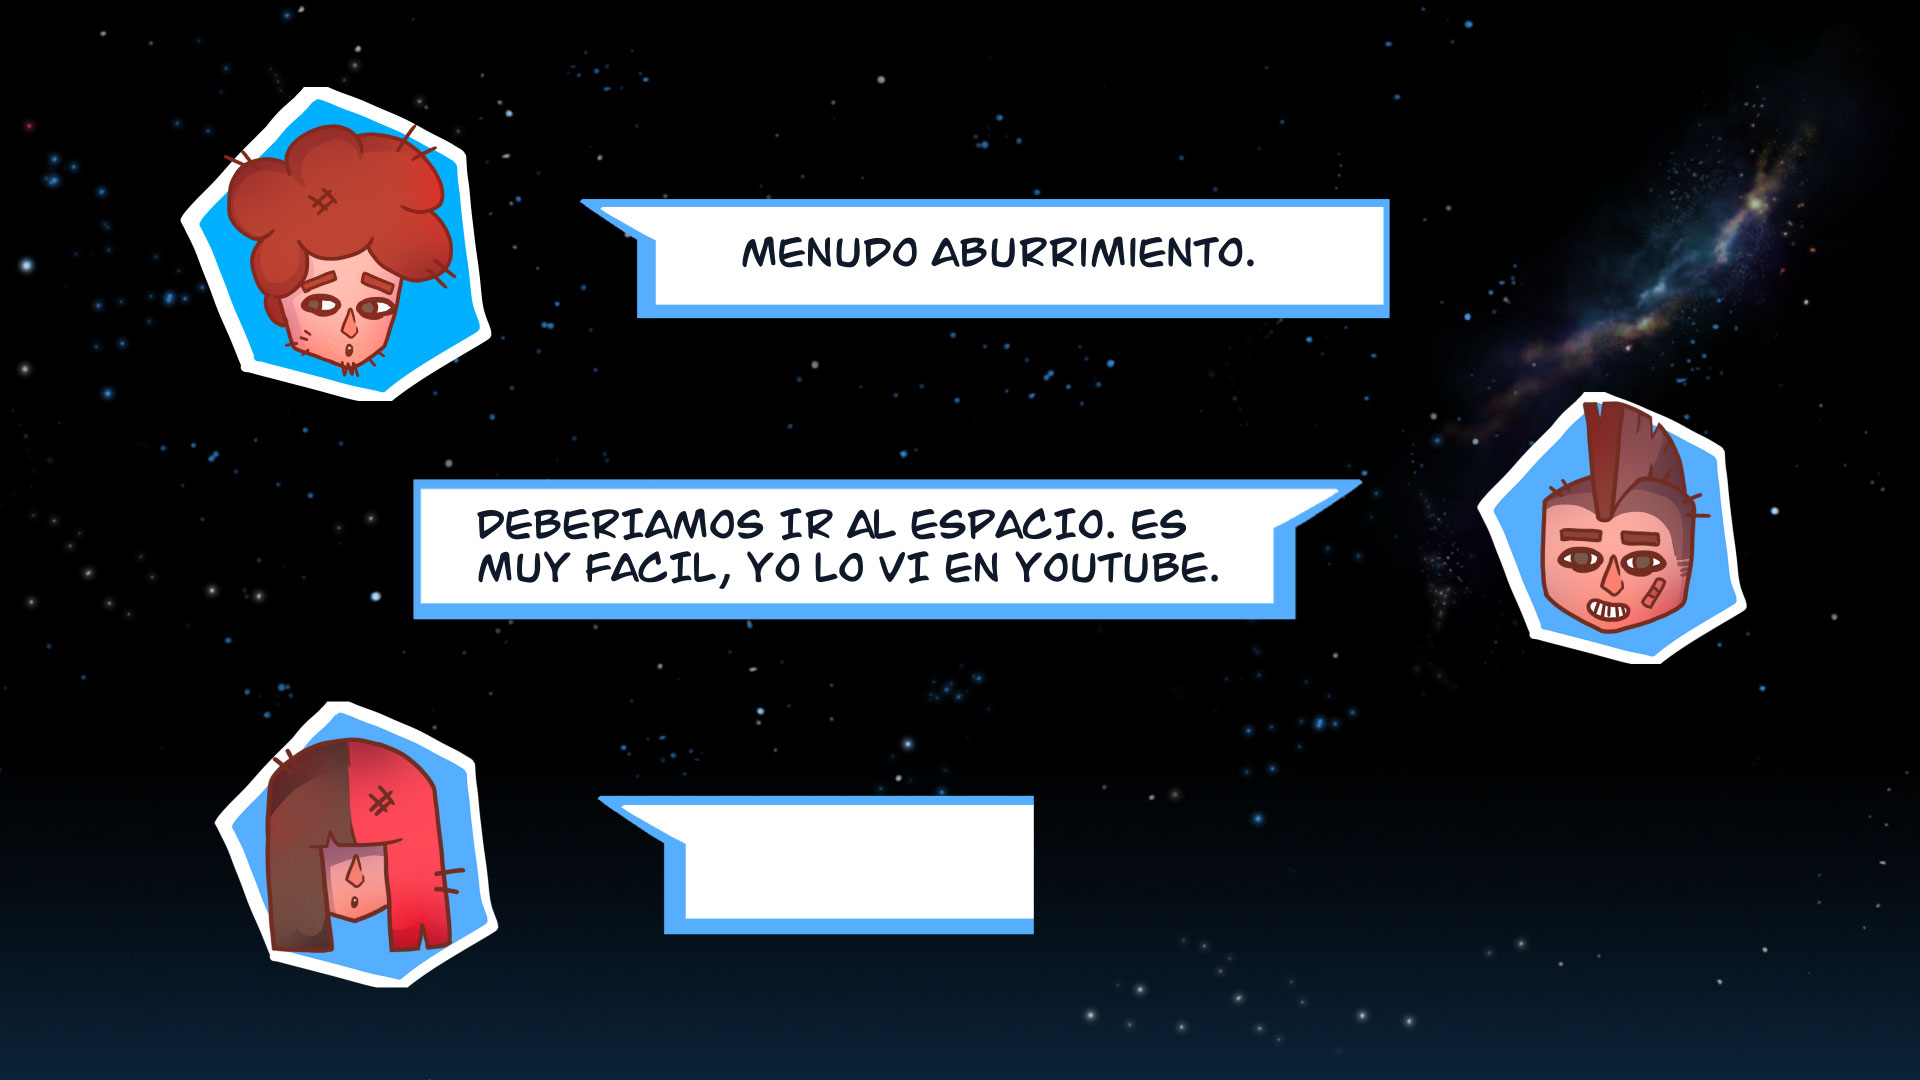 MENUDO ABURRIMIENTO.
DEBERIAMOS IR AL ESPACIO. ES
MUY FACIL, YO LO VI EN YOUTUBE.